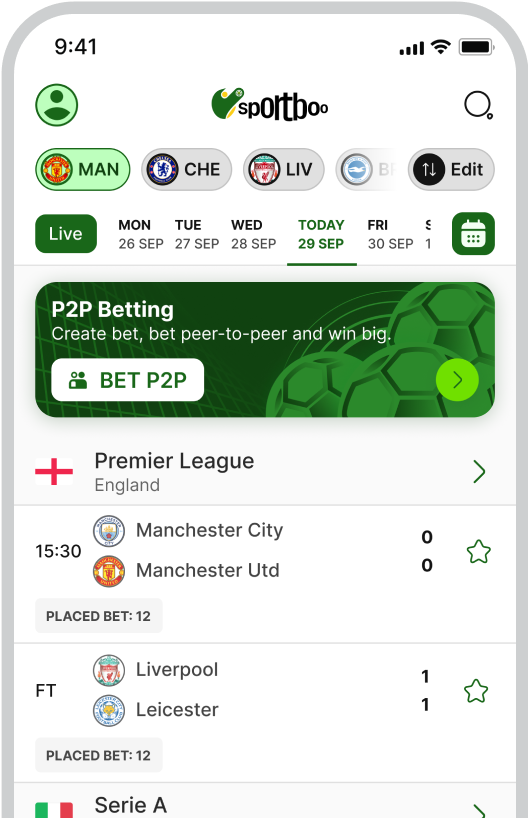 9:41
sportboo
MAN
CHE
LIV
Edit
Live
MON
26 SEP
TUE
27 SEP
WED
28 SEP
TODAY
29 SEP
FRI
30 SEP
P2P Betting
Create bet, bet peer-to-peer and win big.
BET P2P
Premier League
England
15:30
Manchester City
0
Manchester Utd
0
PLACED BET: 12
FT
Liverpool
1
Leicester
1
PLACED BET: 12
Serie A